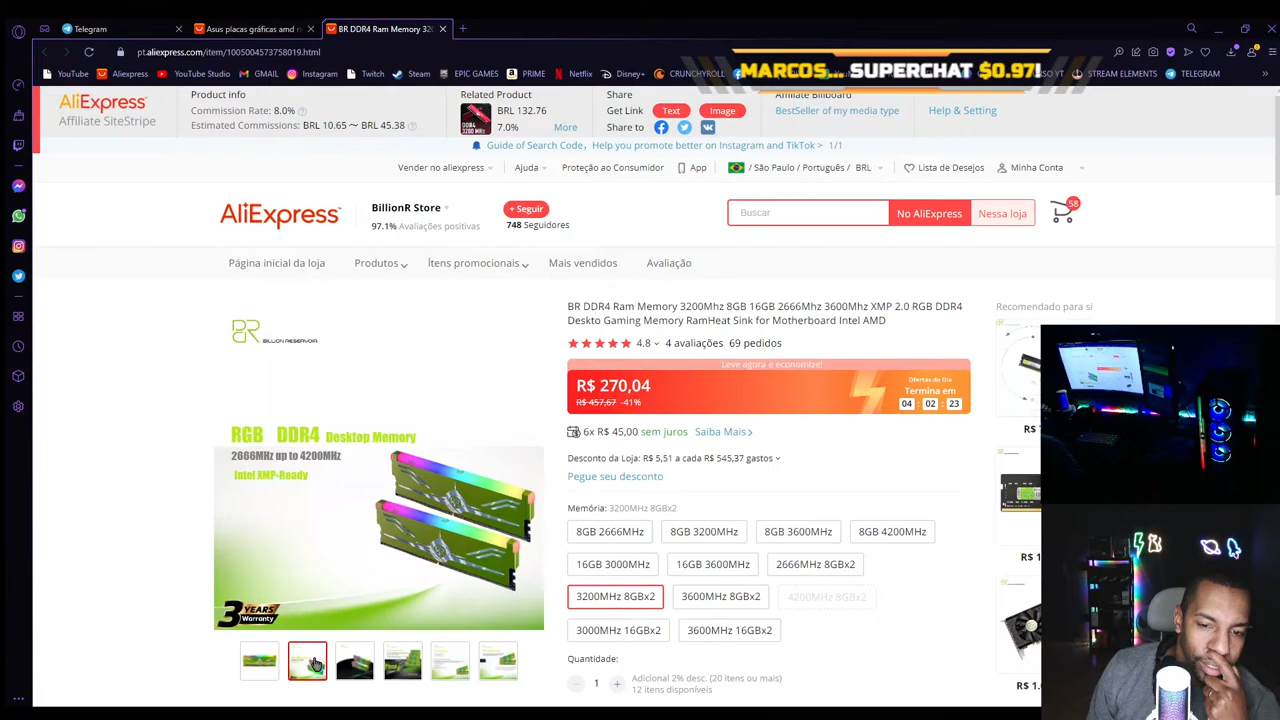 Telegram
Asus placas gráficas amd r
BR DDR4 Ram Memory 320
pt.aliexpress.com/item/1005004573758019.html
YouTube
Aliexpress
YouTube Studio
GMAIL
Instagram
Twitch
Steam
EPIC GAMES
PRIME
Netflix
Disney+
CRUNCHYROLL
STREAM ELEMENTS
TELEGRAM
MARCOS, SUPERCHAT $0.97!
AliExpress
Affiliate SiteStripe
Product info
Commission Rate: 8.0%
Estimated Commissions: BRL 10.65 ～ BRL 45.38
Related Product
BRL 132.76
7.0%
More
Share
Get Link
Text
Image
Share to
Affiliate Billboard
BestSeller of my media type
Help & Setting
Guide of Search Code，Help you promote better on Instagram and TikTok > 1/1
Vender no aliexpress
Ajuda
Proteção ao Consumidor
App
/ São Paulo / Português / BRL
Lista de Desejos
Minha Conta
AliExpress
BillionR Store
97.1% Avaliações positivas
+ Seguir
748 Seguidores
Buscar
No AliExpress
Nessa loja
58
Página inicial da loja
Produtos
Ítens promocionais
Mais vendidos
Avaliação
BILLION RESERVOIR
RGB DDR4 Desktop Memory
2666MHz up to 4200MHz
Intel XMP-Ready
3 YEARS
Warranty
BR DDR4 Ram Memory 3200Mhz 8GB 16GB 2666Mhz 3600Mhz XMP 2.0 RGB DDR4
Deskto Gaming Memory RamHeat Sink for Motherboard Intel AMD
4.8
4 avaliações
69 pedidos
Leve agora e economize!
R$ 270,04
R$ 457,67 -41%
Ofertas do Dia
Termina em
04 : 02 : 23
6x R$ 45,00 sem juros Saiba Mais
Desconto da Loja: R$ 5,51 a cada R$ 545,37 gastos
Pegue seu desconto
Memória: 3200MHz 8GBx2
8GB 2666MHz
8GB 3200MHz
8GB 3600MHz
8GB 4200MHz
16GB 3000MHz
16GB 3600MHz
2666MHz 8GBx2
3200MHz 8GBx2
3600MHz 8GBx2
4200MHz 8GBx2
3000MHz 16GBx2
3600MHz 16GBx2
Quantidade:
1
Adicional 2% desc. (20 itens ou mais)
12 itens disponíveis
Recomendado para si
R$ 1
R$ 1
R$ 1.